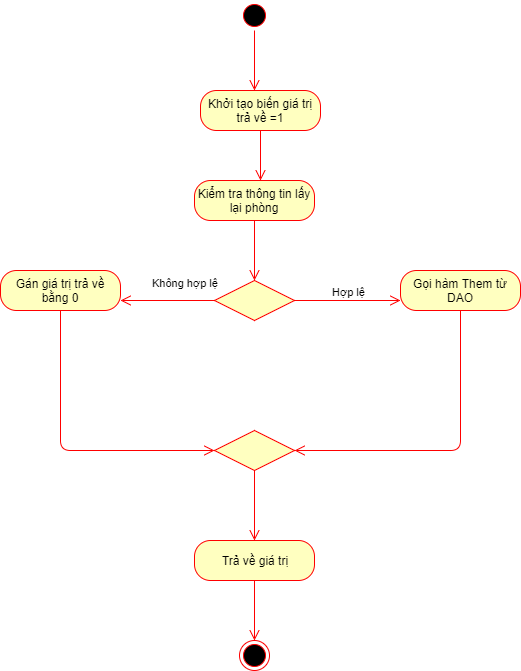 Khởi tạo biến giá trị
trả về =1
Kiểm tra thông tin lấy
lại phòng
Không hợp lệ
Hợp lệ
Gán giá trị trả về
bằng 0
Gọi hàm Them từ
DAO
Trả về giá trị